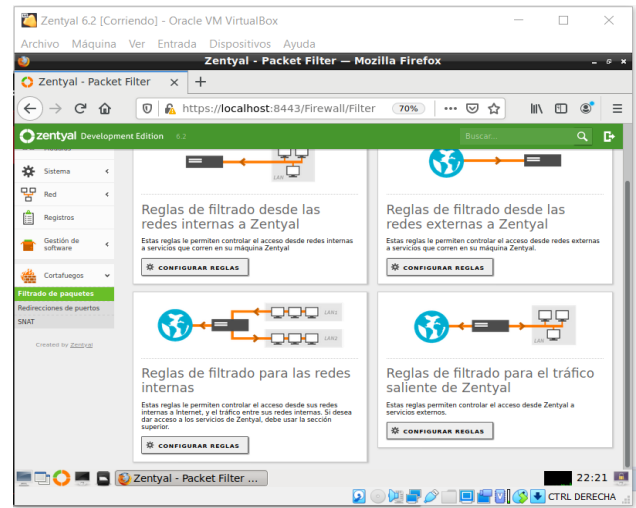 Zentyal 6.2 [Corriendo] - Oracle VM VirtualBox
Archivo Máquina Ver Entrada Dispositivos Ayuda
Zentyal - Packet Filter — Mozilla Firefox
Zentyal - Packet Filter
https://localhost:8443/Firewall/Filter 70%
zentyal Development Edition 6.2 Buscar...
Sistema
Red
Registros
Gestión de
software
Cortafuegos
Filtrado de paquetes
Redirecciones de puertos
SNAT
Created by Zentyal
LAN
Reglas de filtrado desde las
redes internas a Zentyal
Estas reglas le permiten controlar el acceso desde redes internas
a servicios que corren en su máquina Zentyal
CONFIGURAR REGLAS
Reglas de filtrado desde las
redes externas a Zentyal
Estas reglas le permiten controlar el acceso desde redes externas
a servicios que corren en su máquina Zentyal.
CONFIGURAR REGLAS
LAN1
LAN2
Reglas de filtrado para las redes
internas
Estas reglas le permiten controlar el acceso desde sus redes
internas a Internet, y el tráfico entre sus redes internas. Si desea
dar acceso a los servicios de Zentyal, debe usar la sección
superior.
CONFIGURAR REGLAS
LAN
Reglas de filtrado para el tráfico
saliente de Zentyal
Estas reglas permiten controlar el acceso desde Zentyal a
servicios externos.
CONFIGURAR REGLAS
Zentyal - Packet Filter ...
22:21
CTRL DERECHA